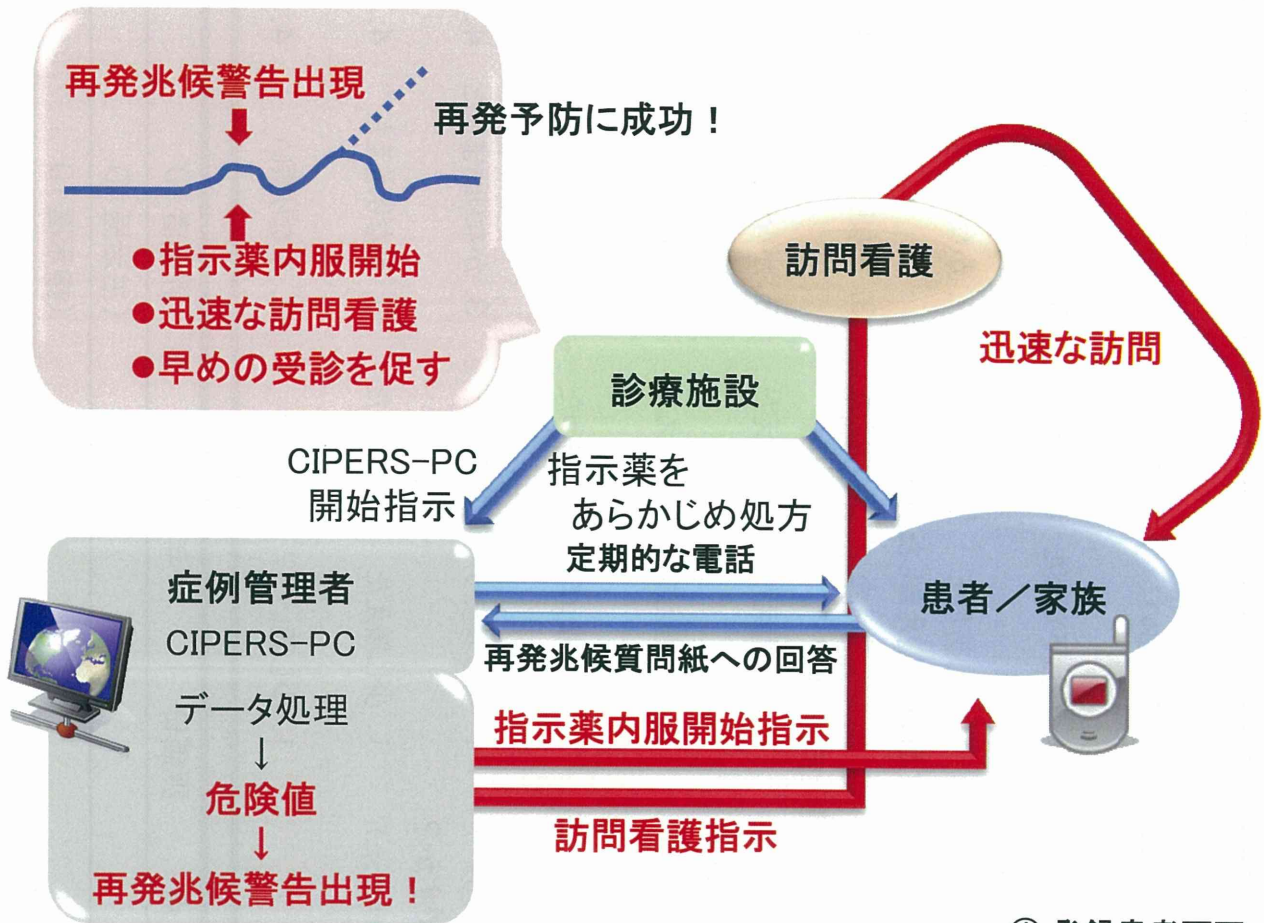 再発兆候警告出現
再発予防に成功！
●指示薬内服開始
●迅速な訪問看護
●早めの受診を促す
訪問看護
迅速な訪問
診療施設
CIPERS-PC
開始指示
指示薬を
あらかじめ処方
定期的な電話
症例管理者
CIPERS-PC
患者／家族
再発兆候質問紙への回答
データ処理
↓
危険値
↓
再発兆候警告出現！
指示薬内服開始指示
訪問看護指示